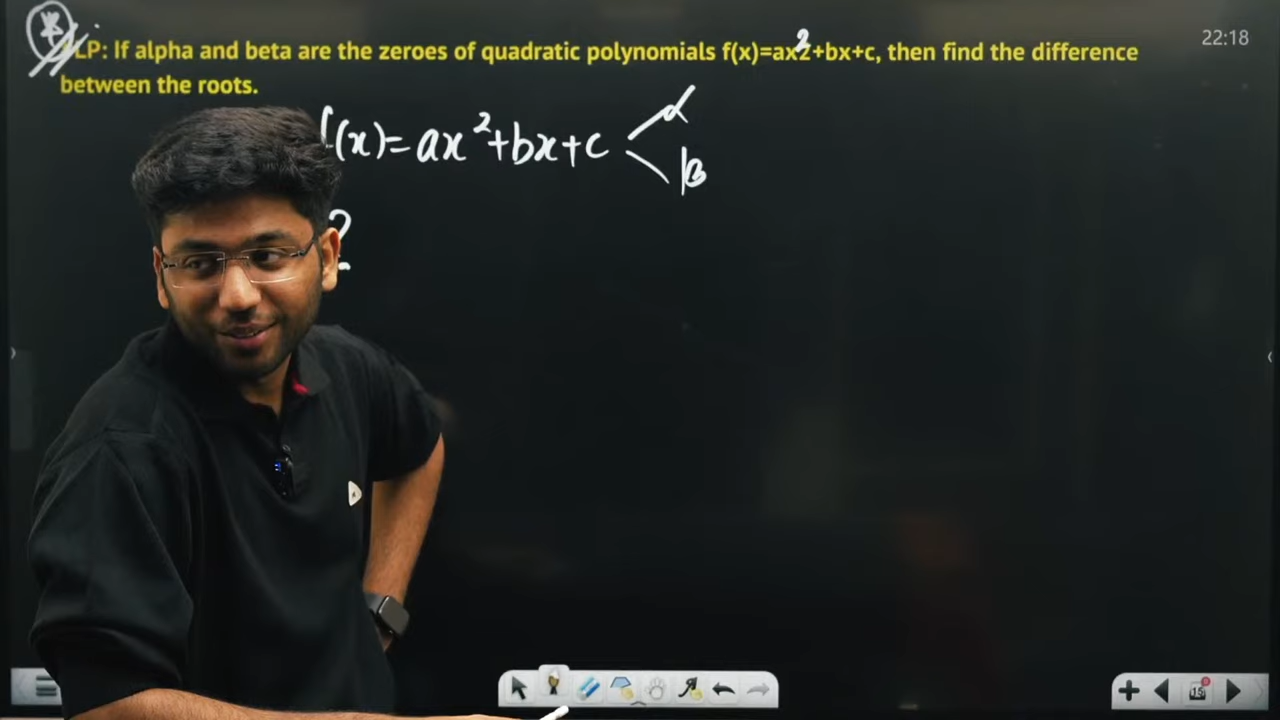 LP: If alpha and beta are the zeroes of quadratic polynomials f(x)=ax2+bx+c, then find the difference
between the roots.
22:18
f(x)=ax²+bx+c
α
β
?
15